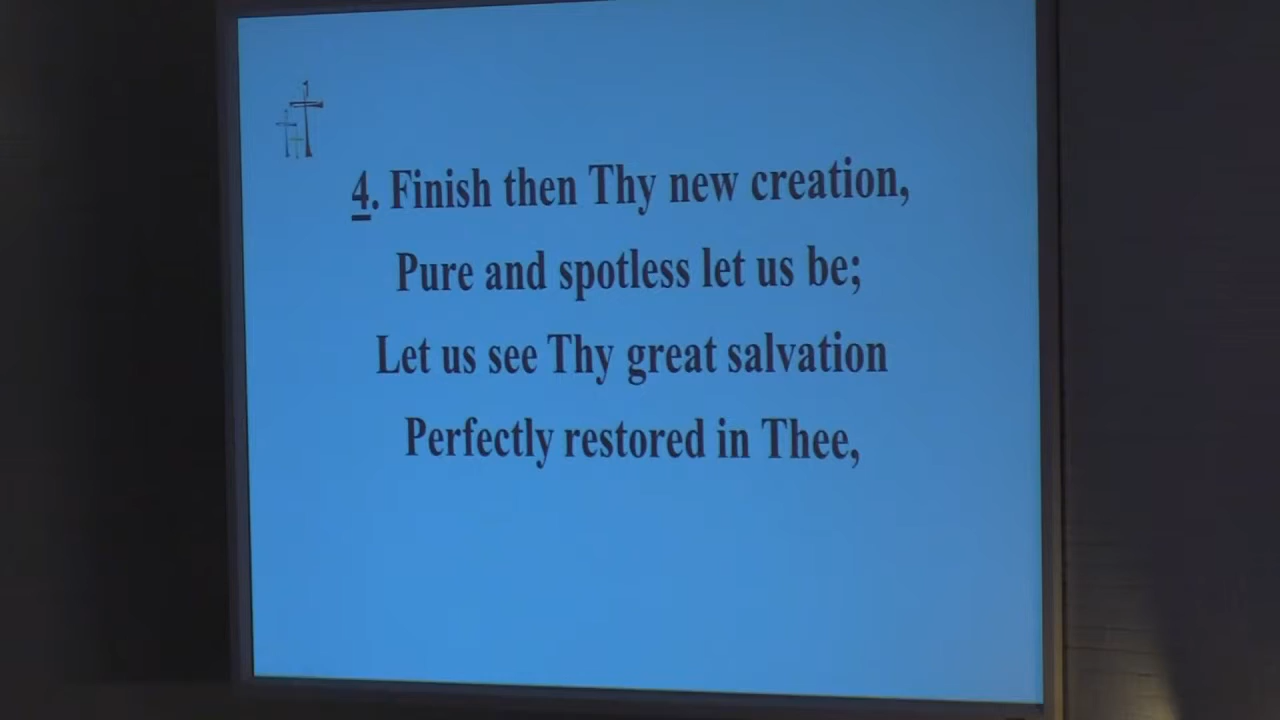 4. Finish then Thy new creation,
Pure and spotless let us be;
Let us see Thy great salvation
Perfectly restored in Thee,